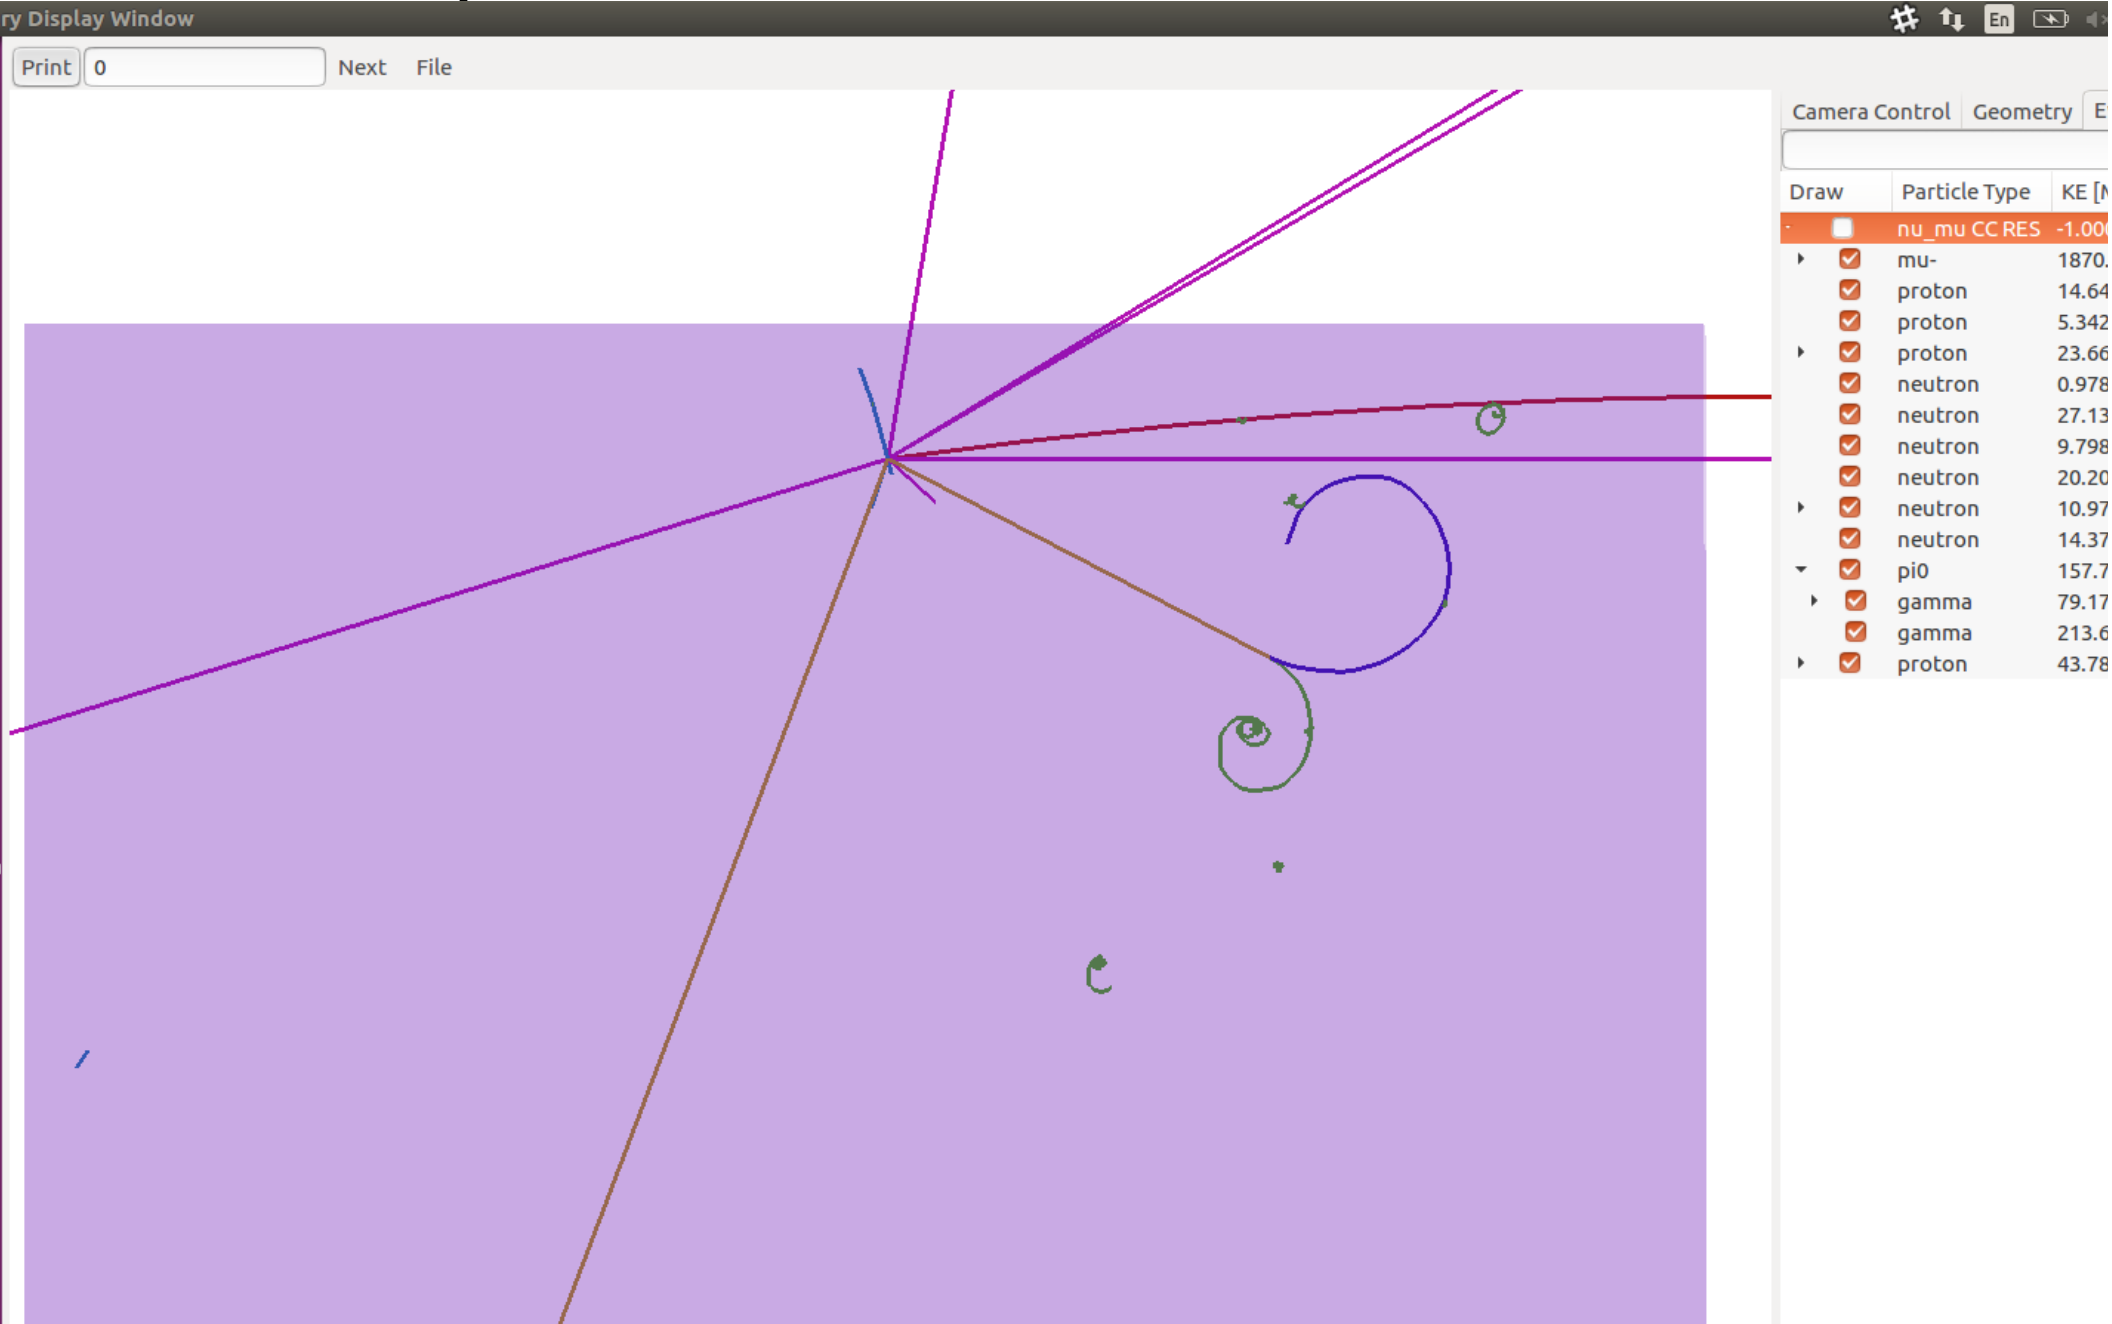 ry Display Window
En
Print 0 Next File
Camera Control Geometry E
Draw Particle Type KE [M
nu_mu CC RES -1.000
mu- 1870.
proton 14.64
proton 5.342
proton 23.66
neutron 0.978
neutron 27.13
neutron 9.798
neutron 20.20
neutron 10.97
neutron 14.37
pi0 157.7
gamma 79.17
gamma 213.6
proton 43.78